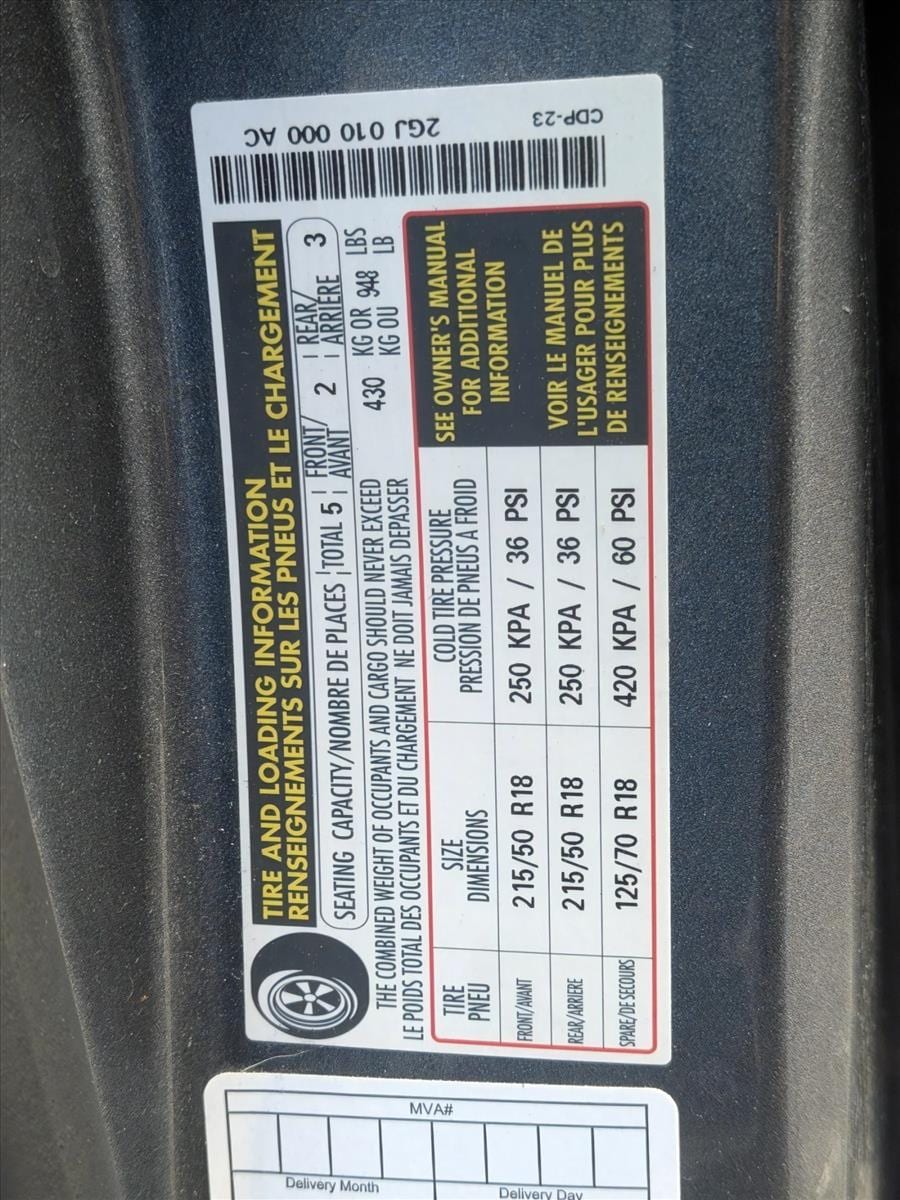 TIRE AND LOADING INFORMATION
RENSEIGNEMENTS SUR LES PNEUS ET LE CHARGEMENT
SEATING CAPACITY/NOMBRE DE PLACES TOTAL 5 FRONT/AVANT 2 REAR/ARRIÈRE 3
THE COMBINED WEIGHT OF OCCUPANTS AND CARGO SHOULD NEVER EXCEED 430 KG OR 948 LBS
LE POIDS TOTAL DES OCCUPANTS ET DU CHARGEMENT NE DOIT JAMAIS DEPASSER KG OU LB
TIRE SIZE COLD TIRE PRESSURE
PNEU DIMENSIONS PRESSION DE PNEUS A FROID
FRONT/AVANT 215/50 R18 250 KPA / 36 PSI
REAR/ARRIERE 215/50 R18 250 KPA / 36 PSI
SPARE/DE SECOURS 125/70 R18 420 KPA / 60 PSI
SEE OWNER'S MANUAL
FOR ADDITIONAL
INFORMATION
VOIR LE MANUEL DE
L'USAGER POUR PLUS
DE RENSEIGNEMENTS
2GJ 010 000 AC
CDP-23
MVA#
Delivery Month
Delivery Day